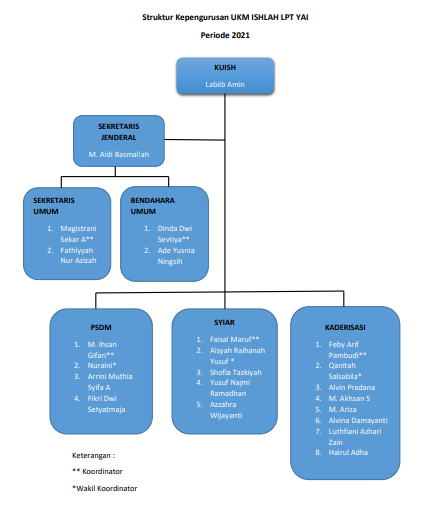 Struktur Kepengurusan UKM ISHLAH LPT YAI
Periode 2021
KUISH
Labiib Amin
SEKRETARIS
JENDERAL
M. Aldi Basmallah
SEKRETARIS
UMUM
1. Magistrani
Sekar A**
2. Fathiyyah
Nur Azizah
BENDAHARA
UMUM
1. Dinda Dwi
Sevtiya**
2. Ade Yusnia
Ningsih
PSDM
1. M. Ihsan
Gifari**
2. Nuraini*
3. Arrini Muthia
Syifa A
4. Fikri Dwi
Setyatmaja
SYIAR
1. Faisal Maruf**
2. Aisyah Raihanah
Yusuf *
3. Shofia Tazkiyah
4. Yusuf Najmi
Ramadhan
5. Azzahra
Wijayanti
KADERISASI
1. Feby Arif
Pambudi**
2. Qanitah
Salsabila*
3. Alvin Pradana
4. M. Akhsan S
5. M. Ariza
6. Alvina Damayanti
7. Luthfiani Azhari
Zain
8. Hairul Adha
Keterangan :
** Koordinator
*Wakil Koordinator